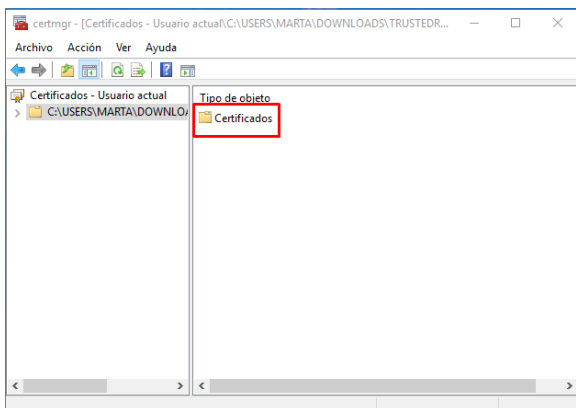 certmgr - [Certificados - Usuario actual\C:\USERS\MARTA\DOWNLOADS\TRUSTEDR...
Archivo Acción Ver Ayuda
Certificados - Usuario actual
C:\USERS\MARTA\DOWNLOA
Tipo de objeto
Certificados